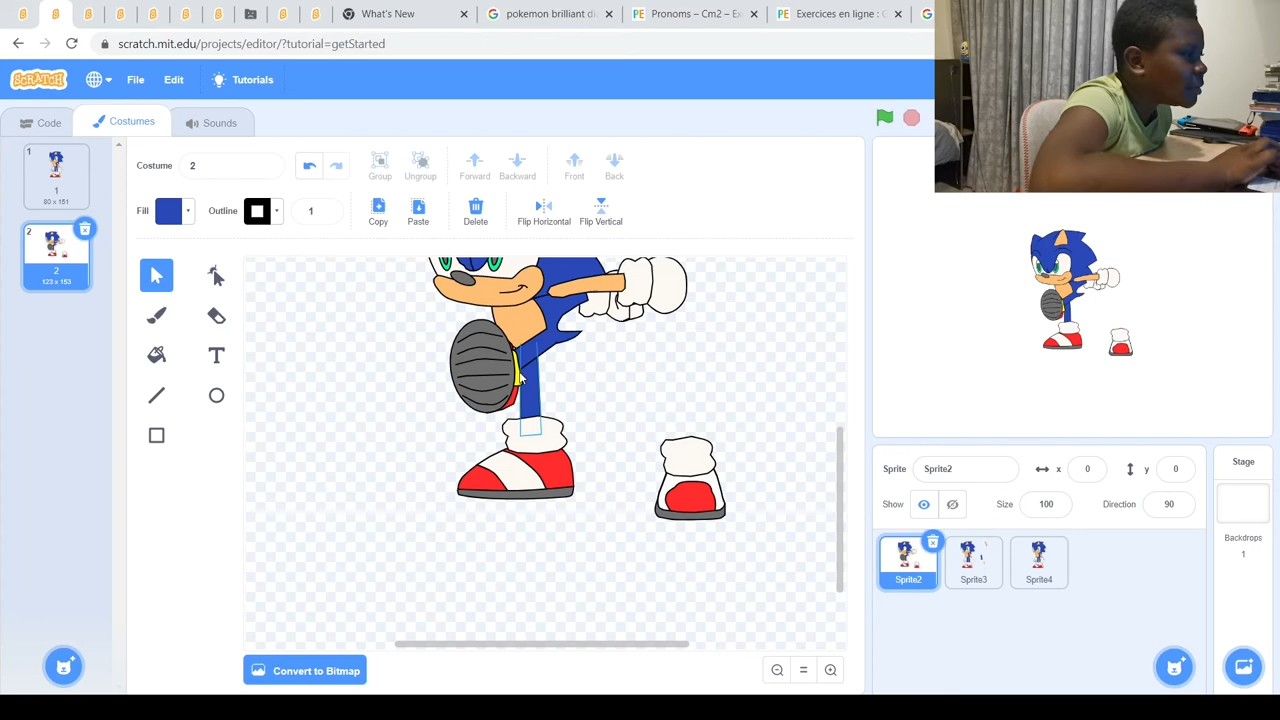 What's New
pokemon brilliant di
Pronoms – Cm2 – Ex
Exercices en ligne : C
scratch.mit.edu/projects/editor/?tutorial=getStarted
SCRATCH
File
Edit
Tutorials
Code
Costumes
Sounds
1
1
80 x 151
2
2
123 x 153
Costume
2
Group
Ungroup
Forward
Backward
Front
Back
Fill
Outline
1
Copy
Paste
Delete
Flip Horizontal
Flip Vertical
T
Convert to Bitmap
Sprite
Sprite2
x
0
y
0
Show
Size
100
Direction
90
Sprite2
Sprite3
Sprite4
Stage
Backdrops
1